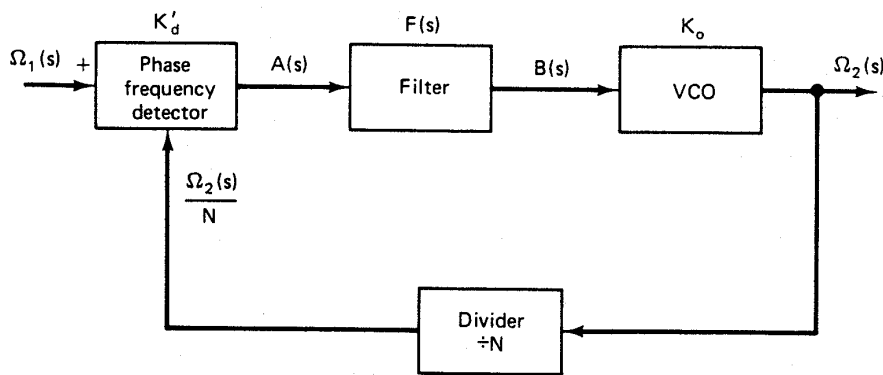 K'd
F(s)
Ko
Ω1(s) +
Phase
frequency
detector
A(s)
Filter
B(s)
VCO
Ω2(s)
Ω2(s)
N
Divider
÷N